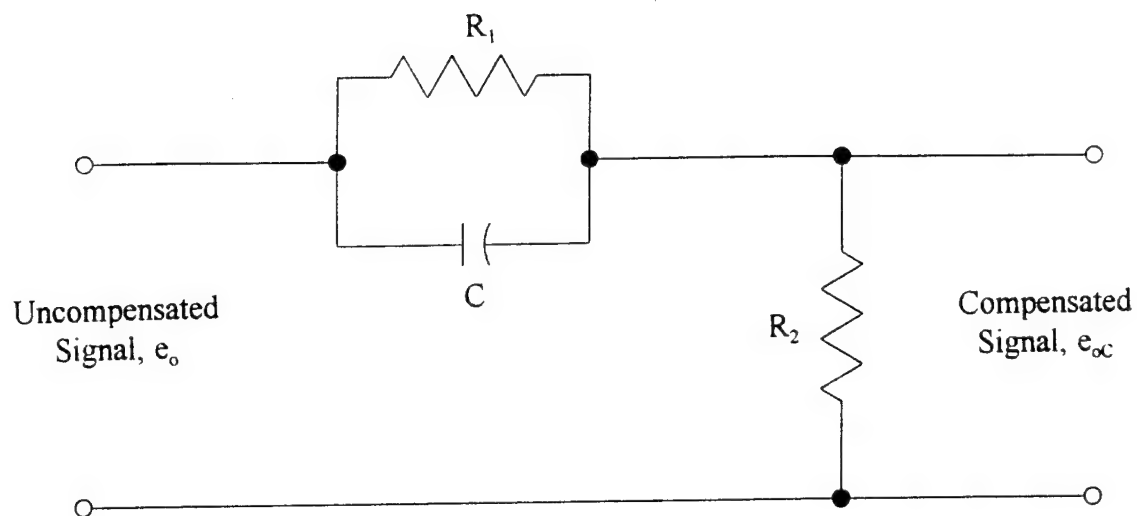 R₁
C
Uncompensated
Signal, eₒ
R₂
Compensated
Signal, eₒC